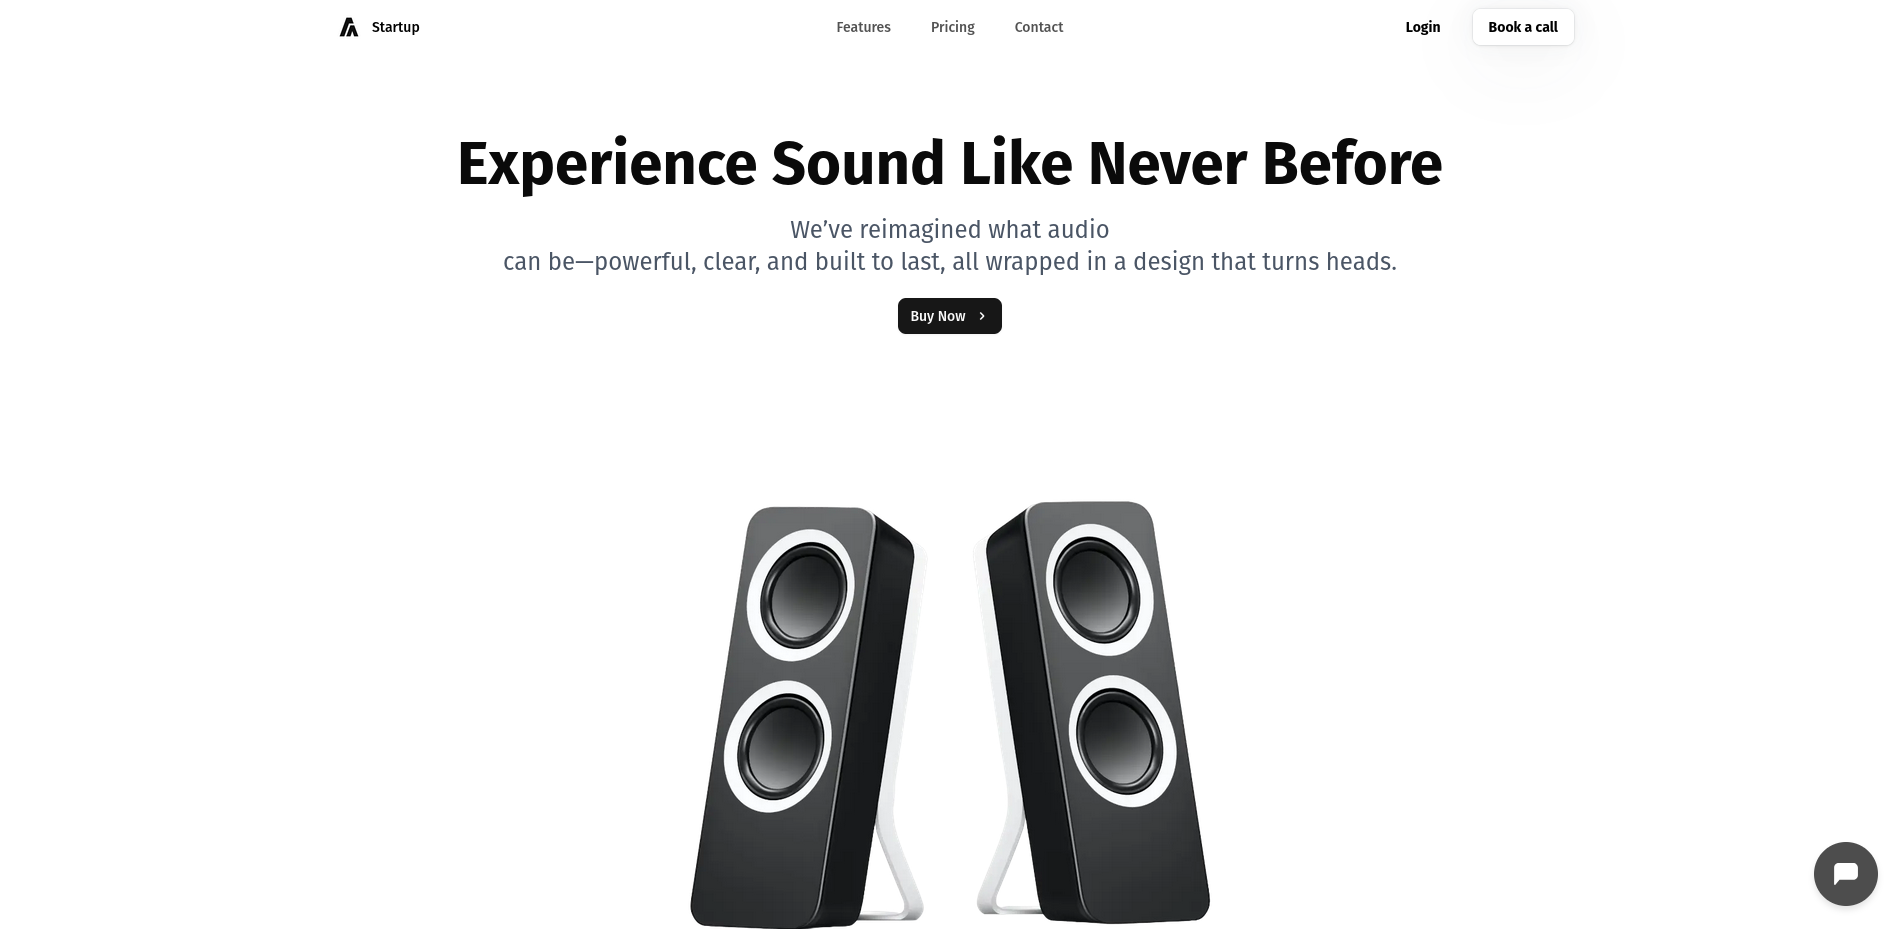 Startup
Features
Pricing
Contact
Login
Book a call
Experience Sound Like Never Before
We’ve reimagined what audio
can be—powerful, clear, and built to last, all wrapped in a design that turns heads.
Buy Now